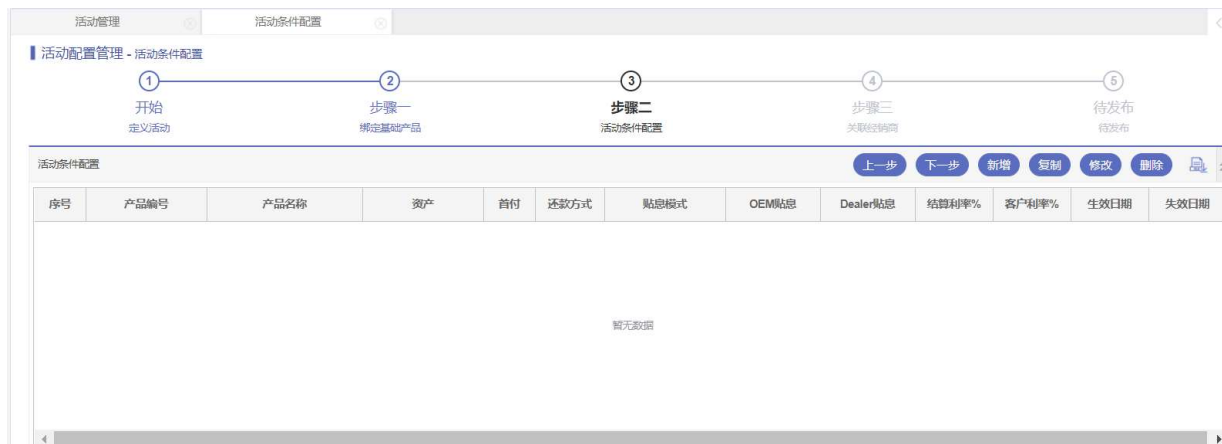 活动管理 活动条件配置
活动配置管理 - 活动条件配置
1 2 3 4 5
开始 步骤一 步骤二 步骤三 待发布
定义活动 绑定基础产品 活动条件配置 关联经销商 待发布
活动条件配置 上一步 下一步 新增 复制 修改 删除
序号 产品编号 产品名称 资产 首付 还款方式 贴息模式 OEM贴息 Dealer贴息 结算利率% 客户利率% 生效日期 失效日期
暂无数据